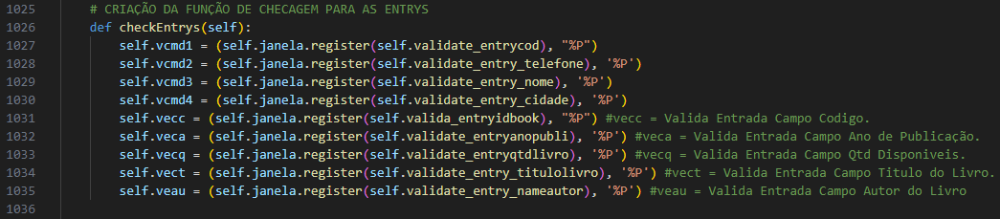 1025 # CRIAÇÃO DA FUNÇÃO DE CHECAGEM PARA AS ENTRYS
1026 def checkEntrys(self):
1027 self.vcmd1 = (self.janela.register(self.validate_entrycod), "%P")
1028 self.vcmd2 = (self.janela.register(self.validate_entry_telefone), '%P')
1029 self.vcmd3 = (self.janela.register(self.validate_entry_nome), '%P')
1030 self.vcmd4 = (self.janela.register(self.validate_entry_cidade), '%P')
1031 self.vecc = (self.janela.register(self.valida_entryidbook), "%P") #vecc = Valida Entrada Campo Codigo.
1032 self.veca = (self.janela.register(self.validate_entryanopubli), '%P') #veca = Valida Entrada Campo Ano de Publicação.
1033 self.vecq = (self.janela.register(self.validate_entryqtdlivro), '%P') #vecq = Valida Entrada Campo Qtd Disponiveis.
1034 self.vect = (self.janela.register(self.validate_entry_titulolivro), '%P') #vect = Valida Entrada Campo Titulo do Livro.
1035 self.veau = (self.janela.register(self.validate_entry_nameautor), '%P') #veau = Valida Entrada Campo Autor do Livro
1036